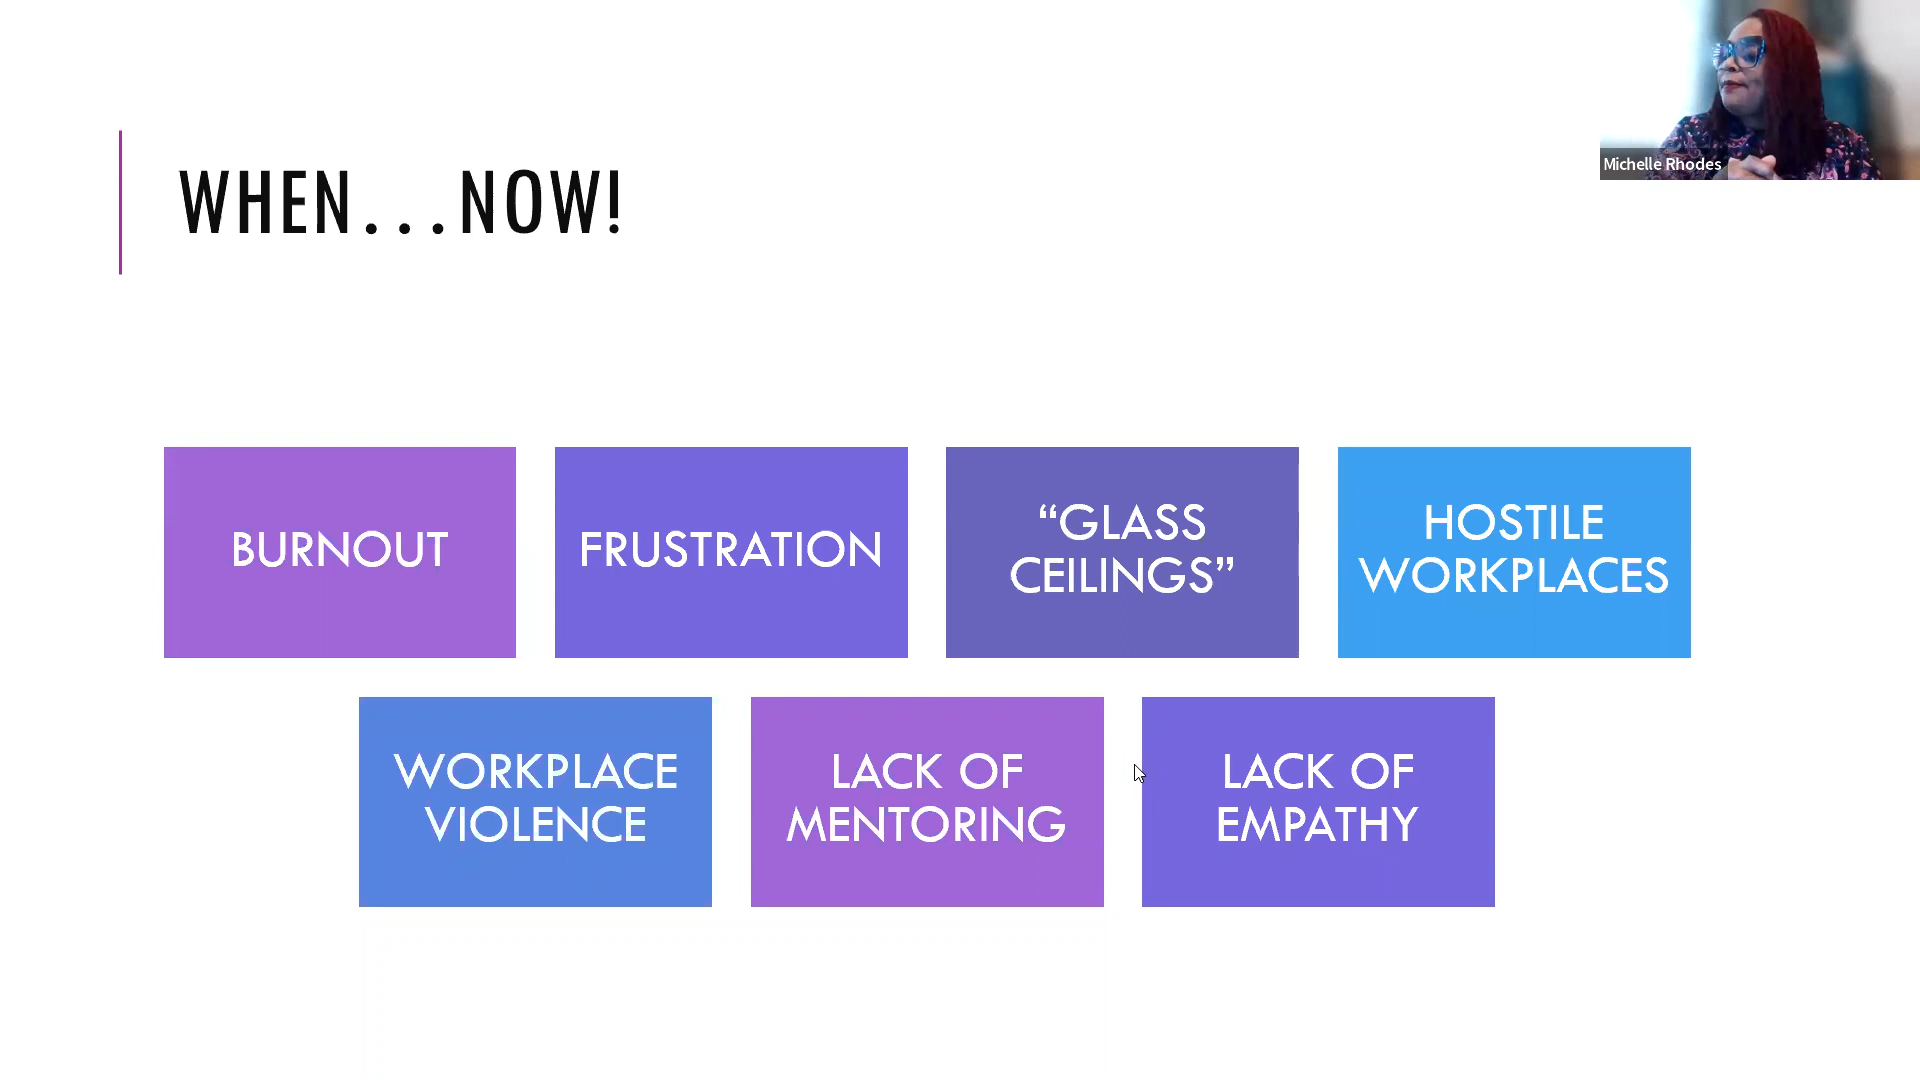 WHEN...NOW!
Michelle Rhodes
BURNOUT
FRUSTRATION
“GLASS
CEILINGS”
HOSTILE
WORKPLACES
WORKPLACE
VIOLENCE
LACK OF
MENTORING
LACK OF
EMPATHY